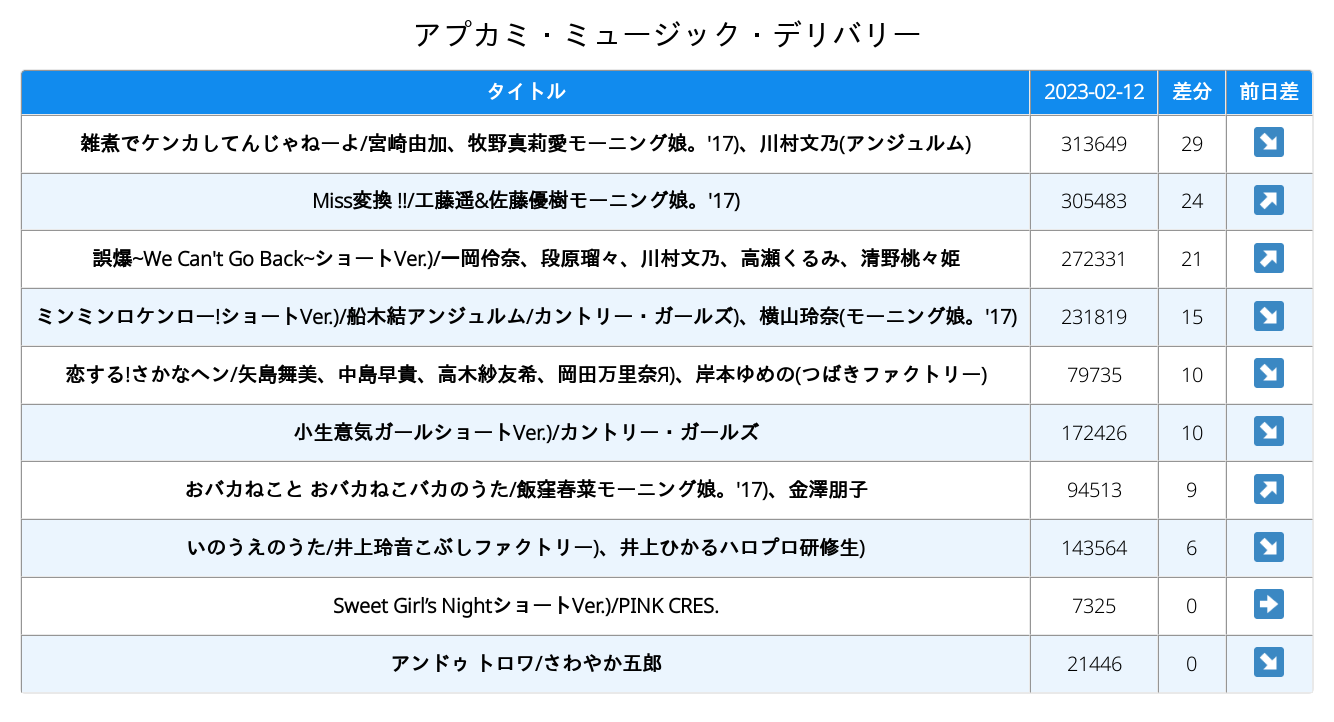 アプカミ・ミュージック・デリバリー
タイトル 2023-02-12 差分 前日差
雑煮でケンカしてんじゃねーよ/宮崎由加、牧野真莉愛モーニング娘。'17)、川村文乃(アンジュルム) 313649 29 ↘
Miss変換 !!/工藤遥&佐藤優樹モーニング娘。'17) 305483 24 ↗
誤爆~We Can't Go Back~ショートVer.)/一岡伶奈、段原瑠々、川村文乃、高瀬くるみ、清野桃々姫 272331 21 ↗
ミンミンロケンロー!ショートVer.)/船木結アンジュルム/カントリー・ガールズ)、横山玲奈(モーニング娘。'17) 231819 15 ↘
恋する!さかなヘン/矢島舞美、中島早貴、高木紗友希、岡田万里奈Я)、岸本ゆめの(つばきファクトリー) 79735 10 ↘
小生意気ガールショートVer.)/カントリー・ガールズ 172426 10 ↘
おバカねこと おバカねこバカのうた/飯窪春菜モーニング娘。'17)、金澤朋子 94513 9 ↗
いのうえのうた/井上玲音こぶしファクトリー)、井上ひかるハロプロ研修生) 143564 6 ↘
Sweet Girl’s NightショートVer.)/PINK CRES. 7325 0 →
アンドゥ トロワ/さわやか五郎 21446 0 ↘